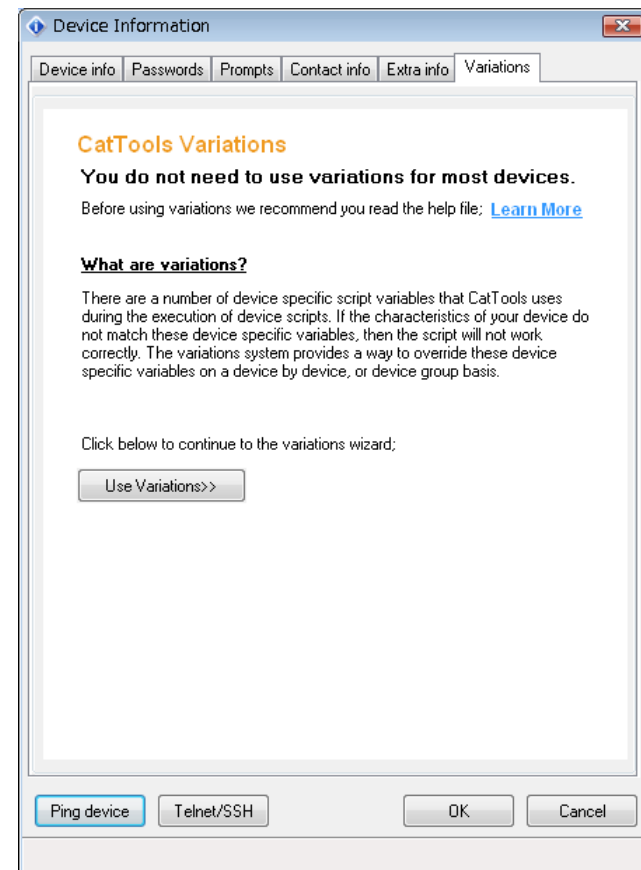 Device Information
Device info Passwords Prompts Contact info Extra info Variations
CatTools Variations
You do not need to use variations for most devices.
Before using variations we recommend you read the help file; Learn More
What are variations?
There are a number of device specific script variables that CatTools uses
during the execution of device scripts. If the characteristics of your device do
not match these device specific variables, then the script will not work
correctly. The variations system provides a way to override these device
specific variables on a device by device, or device group basis.
Click below to continue to the variations wizard;
Use Variations>>
Ping device Telnet/SSH OK Cancel